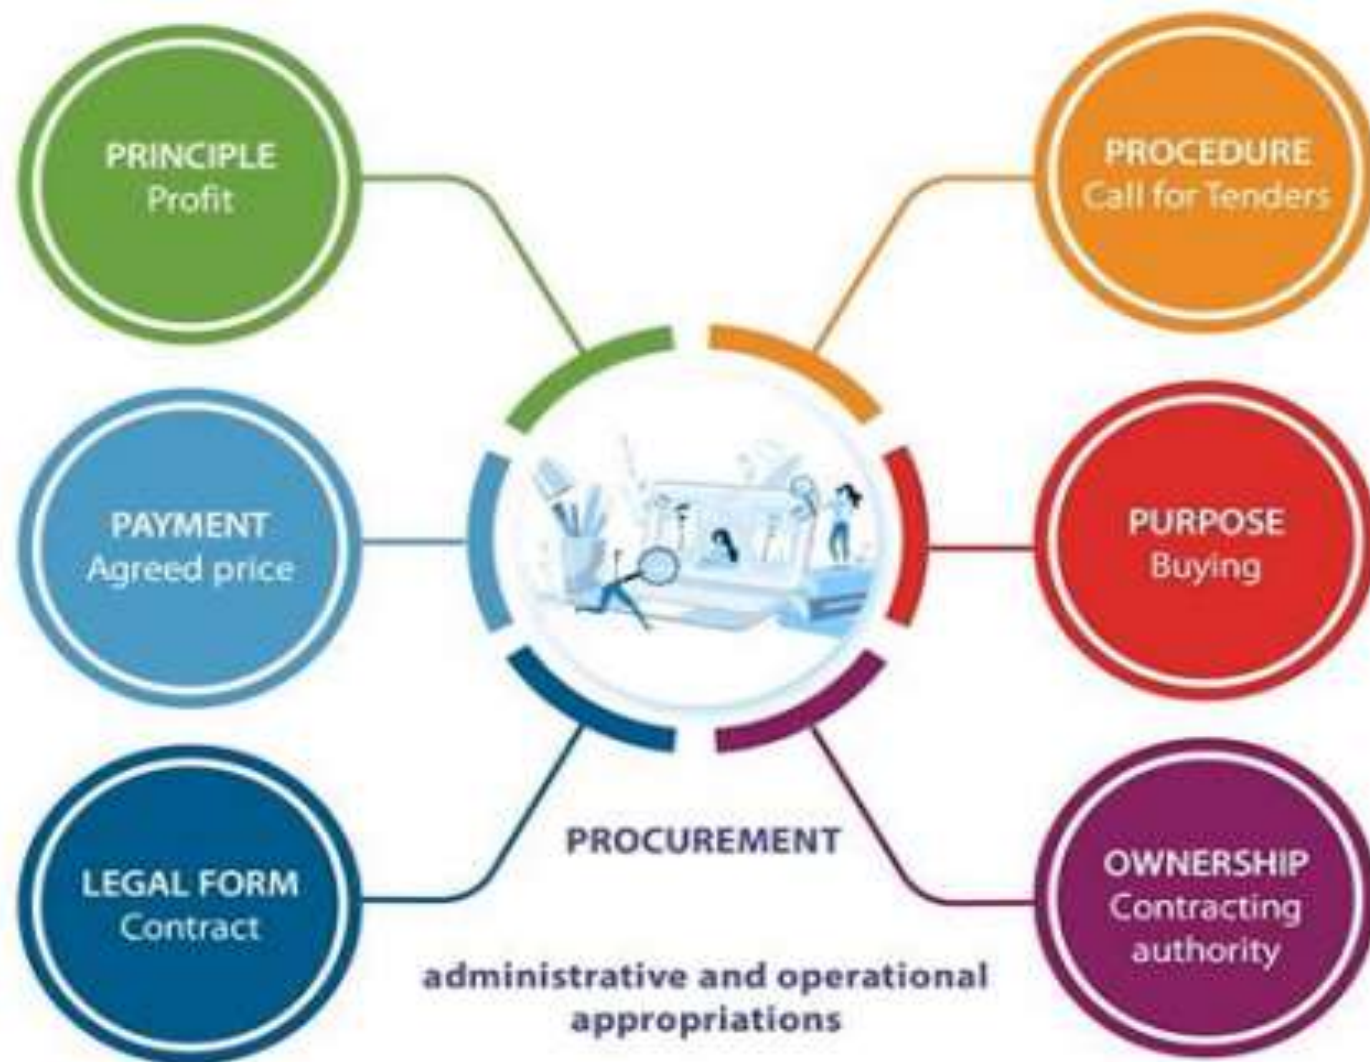 PRINCIPLE
Profit
PROCEDURE
Call for Tenders
PAYMENT
Agreed price
PURPOSE
Buying
LEGAL FORM
Contract
OWNERSHIP
Contracting
authority
PROCUREMENT
administrative and operational
appropriations